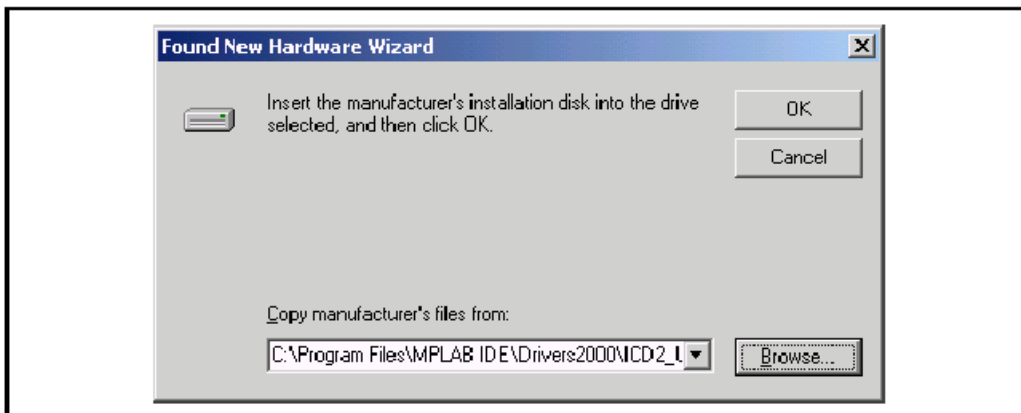 Found New Hardware Wizard
Insert the manufacturer's installation disk into the drive
selected, and then click OK.
OK
Cancel
Copy manufacturer's files from:
C:\Program Files\MPLAB IDE\Drivers2000\ICD2_
Browse...